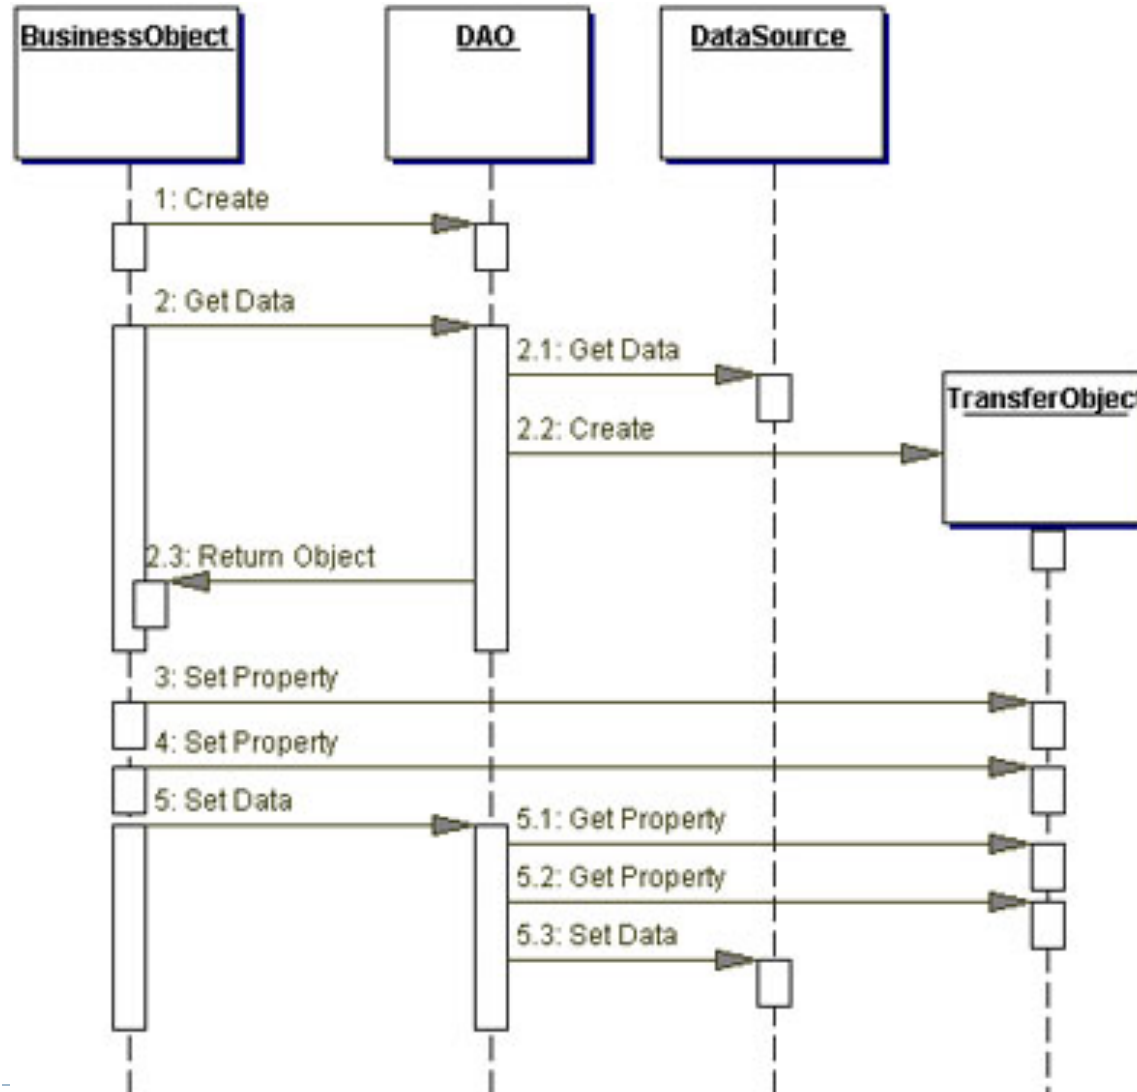 BusinessObject
DAO
DataSource
1: Create
2: Get Data
2.1: Get Data
TransferObject
2.2: Create
2.3: Return Object
3: Set Property
4: Set Property
5: Set Data
5.1: Get Property
5.2: Get Property
5.3: Set Data